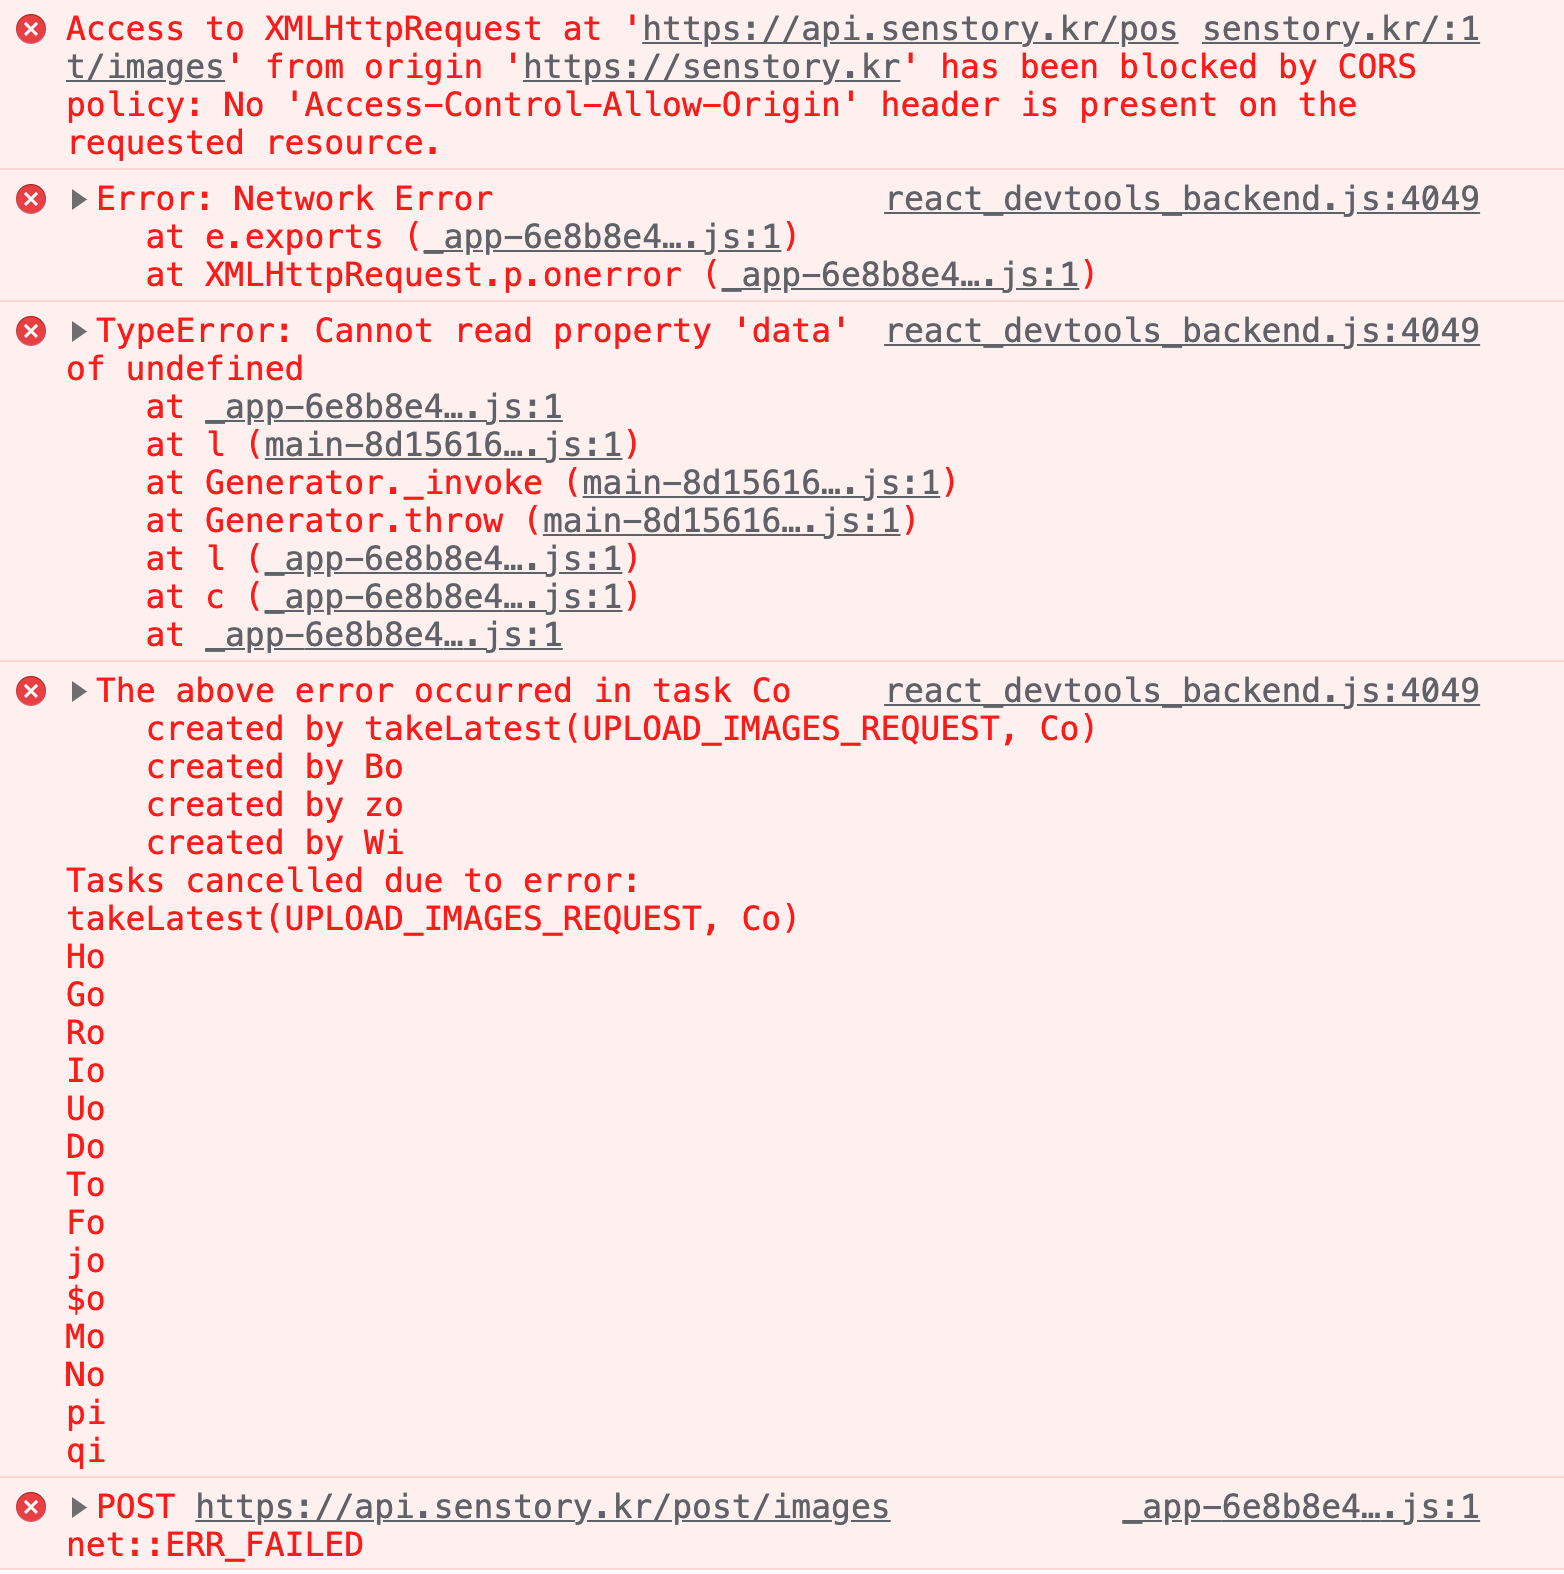 Access to XMLHttpRequest at 'https://api.senstory.kr/pos senstory.kr/:1
t/images' from origin 'https://senstory.kr' has been blocked by CORS
policy: No 'Access-Control-Allow-Origin' header is present on the
requested resource.
Error: Network Error react_devtools_backend.js:4049
at e.exports (_app-6e8b8e4….js:1)
at XMLHttpRequest.p.onerror (_app-6e8b8e4….js:1)
TypeError: Cannot read property 'data' react_devtools_backend.js:4049
of undefined
at _app-6e8b8e4….js:1
at l (main-8d15616….js:1)
at Generator._invoke (main-8d15616….js:1)
at Generator.throw (main-8d15616….js:1)
at l (_app-6e8b8e4….js:1)
at c (_app-6e8b8e4….js:1)
at _app-6e8b8e4….js:1
The above error occurred in task Co react_devtools_backend.js:4049
created by takeLatest(UPLOAD_IMAGES_REQUEST, Co)
created by Bo
created by zo
created by Wi
Tasks cancelled due to error:
takeLatest(UPLOAD_IMAGES_REQUEST, Co)
Ho
Go
Ro
Io
Uo
Do
To
Fo
jo
$o
Mo
No
pi
qi
POST https://api.senstory.kr/post/images _app-6e8b8e4….js:1
net::ERR_FAILED